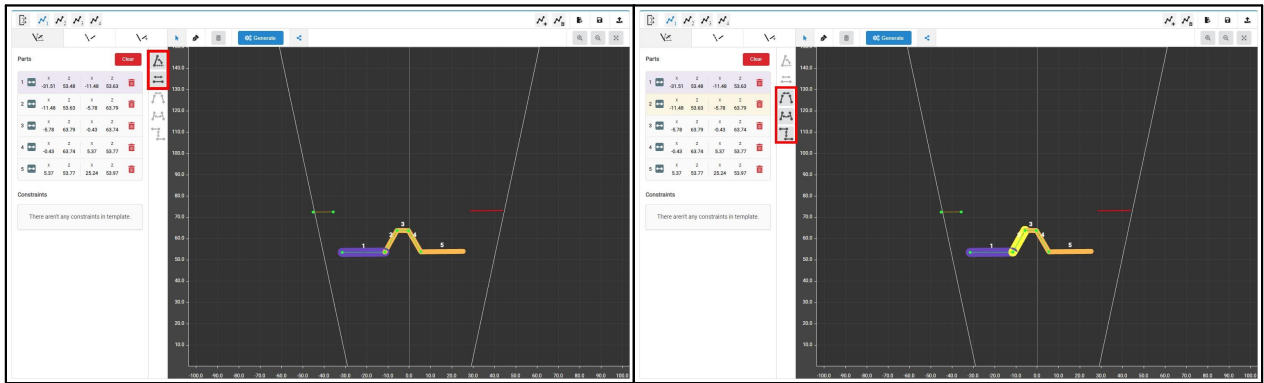 1 2 3 4
Generate
Parts
Clear
X Z X Z
1 -31.51 53.48 -11.48 53.63
X Z X Z
2 -11.48 53.63 -5.78 63.79
X Z X Z
3 -5.78 63.79 -0.43 63.74
X Z X Z
4 -0.43 63.74 5.37 53.77
X Z X Z
5 5.37 53.77 25.24 53.97
Constraints
There aren't any constraints in template.
140.0
130.0
120.0
110.0
100.0
90.0
80.0
70.0
60.0
50.0
40.0
30.0
20.0
10.0
1 2 3 4 5
-100.0 -90.0 -80.0 -70.0 -60.0 -50.0 -40.0 -30.0 -20.0 -10.0 0.0 10.0 20.0 30.0 40.0 50.0 60.0 70.0 80.0 90.0 100.0
1 2 3 4
Generate
Parts
Clear
X Z X Z
1 -31.51 53.48 -11.48 53.63
X Z X Z
2 -11.48 53.63 -5.78 63.79
X Z X Z
3 -5.78 63.79 -0.43 63.74
X Z X Z
4 -0.43 63.74 5.37 53.77
X Z X Z
5 5.37 53.77 25.24 53.97
Constraints
There aren't any constraints in template.
140.0
130.0
120.0
110.0
100.0
90.0
80.0
70.0
60.0
50.0
40.0
30.0
20.0
10.0
1 3 4 5
-100.0 -90.0 -80.0 -70.0 -60.0 -50.0 -40.0 -30.0 -20.0 -10.0 0.0 10.0 20.0 30.0 40.0 50.0 60.0 70.0 80.0 90.0 100.0